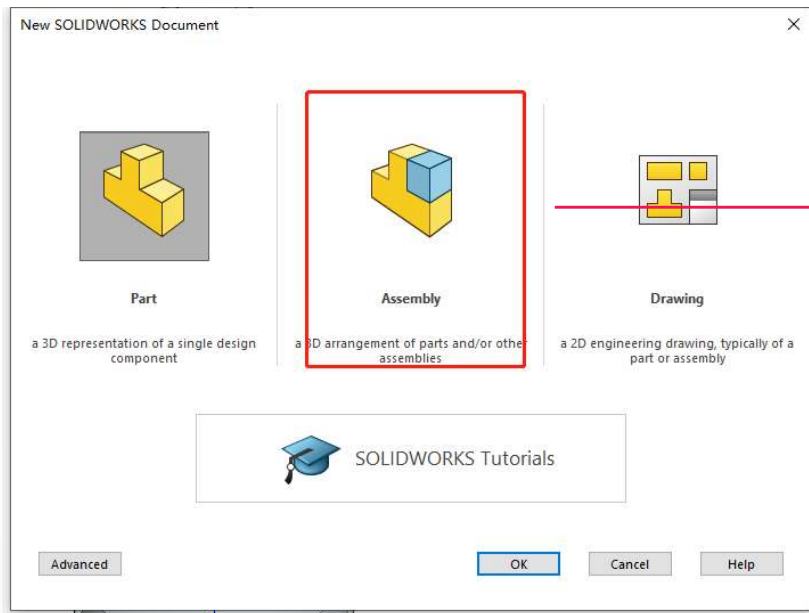 New SOLIDWORKS Document
Part
a 3D representation of a single design
component
Assembly
a 3D arrangement of parts and/or other
assemblies
Drawing
a 2D engineering drawing, typically of a
part or assembly
SOLIDWORKS Tutorials
Advanced
OK
Cancel
Help